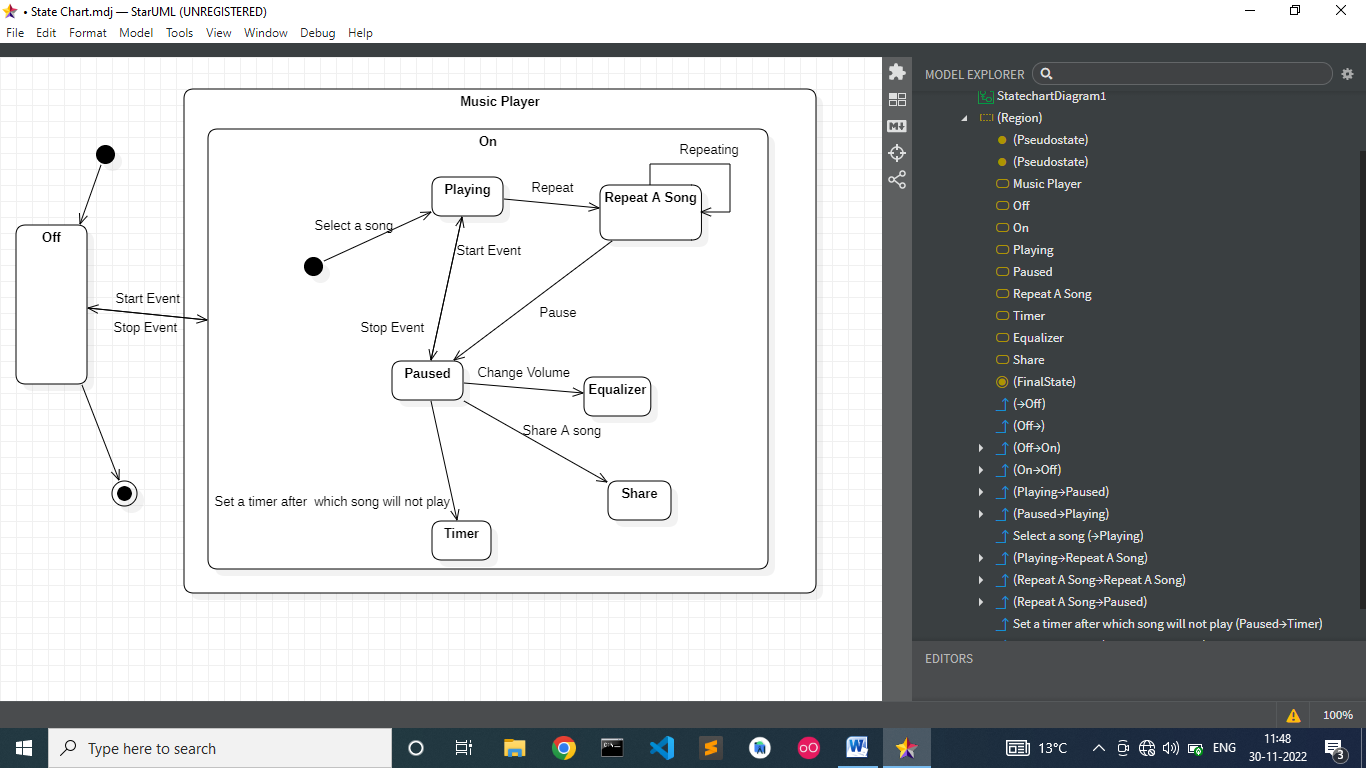 • State Chart.mdj — StarUML (UNREGISTERED)
File Edit Format Model Tools View Window Debug Help
Music Player
On
Repeating
Playing
Repeat
Repeat A Song
Select a song
Off
Start Event
Start Event
Stop Event
Pause
Stop Event
Paused
Change Volume
Equalizer
Share A song
Share
Set a timer after  which song will not play
Timer
MODEL EXPLORER
StatechartDiagram1
(Region)
(Pseudostate)
(Pseudostate)
Music Player
Off
On
Playing
Paused
Repeat A Song
Timer
Equalizer
Share
(FinalState)
(→Off)
(Off→)
(Off→On)
(On→Off)
(Playing→Paused)
(Paused→Playing)
Select a song (→Playing)
(Playing→Repeat A Song)
(Repeat A Song→Repeat A Song)
(Repeat A Song→Paused)
Set a timer after which song will not play (Paused→Timer)
EDITORS
100%
Type here to search
13°C
ENG
11:48
30-11-2022
3